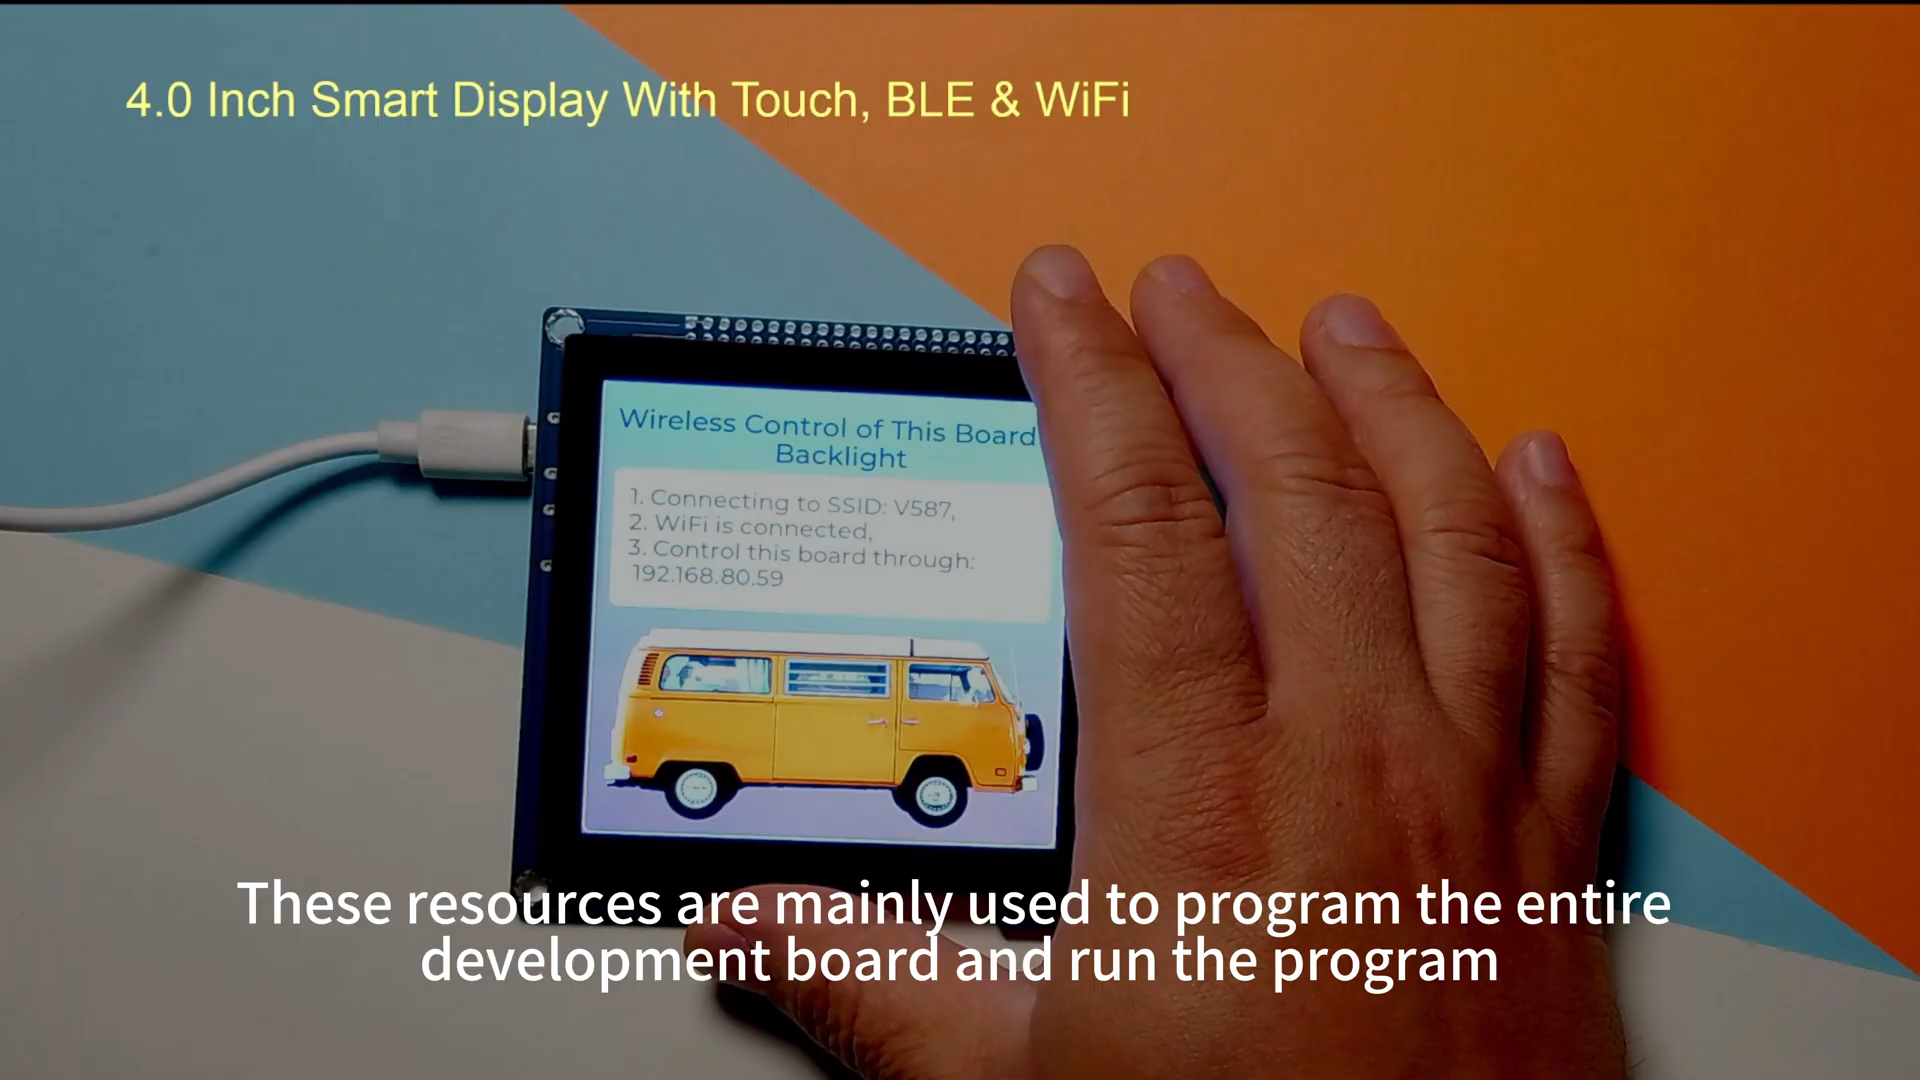 4.0 Inch Smart Display With Touch, BLE & WiFi
Wireless Control of This Board
Backlight
1. Connecting to SSID: V587,
2. WiFi is connected,
3. Control this board through:
192.168.80.59
These resources are mainly used to program the entire
development board and run the program